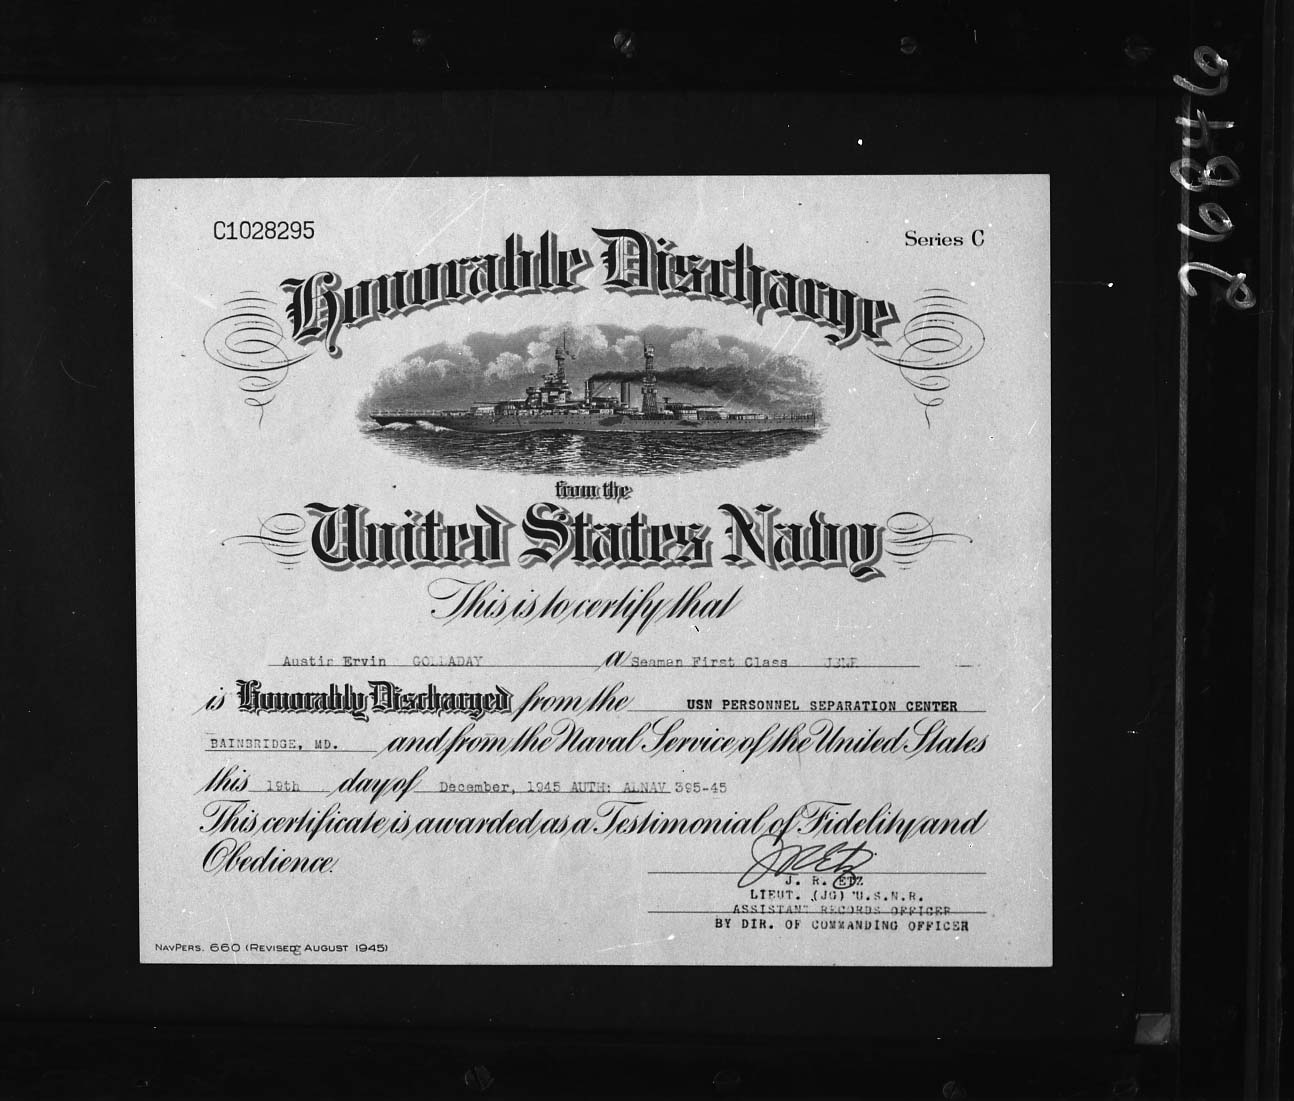 C1028295
Series C
Honorable Discharge
from the
United States Navy
This is to certify that
Austin Ervin GOLLADAY a Seaman First Class
is Honorably Discharged from the USN PERSONNEL SEPARATION CENTER
BAINBRIDGE, MD. and from the Naval Service of the United States
this 19th day of December, 1945 AUTH: ALNAV 395-45
This certificate is awarded as a Testimonial of Fidelity and
Obedience.
J R Etz
J. R. ETZ
LIEUT. (JG) U.S.N.R.
ASSISTANT RECORDS OFFICER
BY DIR. OF COMMANDING OFFICER
NAVPERS. 660 (REVISED AUGUST 1945)